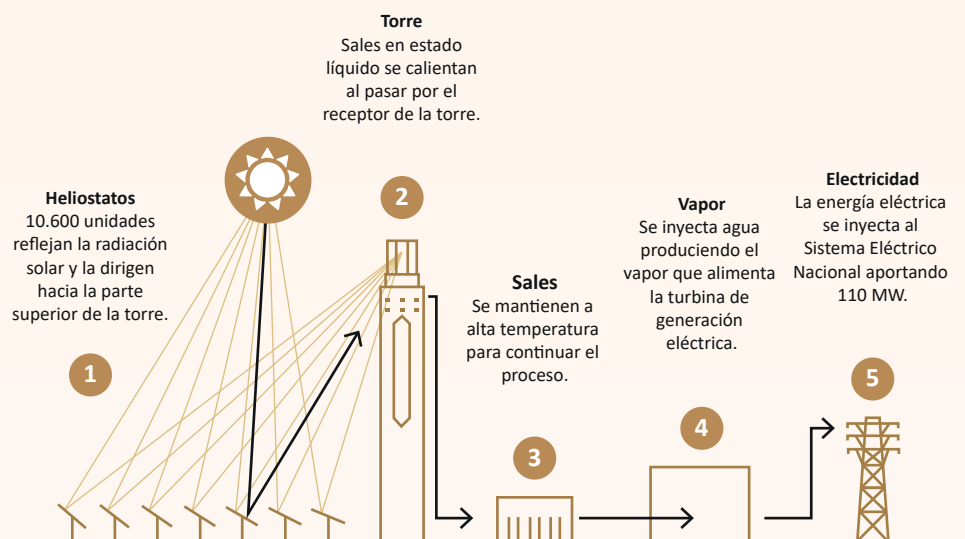 Heliostatos
10.600 unidades
reflejan la radiación
solar y la dirigen
hacia la parte
superior de la torre.
1
Torre
Sales en estado
líquido se calientan
al pasar por el
receptor de la torre.
2
Sales
Se mantienen a
alta temperatura
para continuar el
proceso.
3
Vapor
Se inyecta agua
produciendo el
vapor que alimenta
la turbina de
generación
eléctrica.
4
Electricidad
La energía eléctrica
se inyecta al
Sistema Eléctrico
Nacional aportando
110 MW.
5